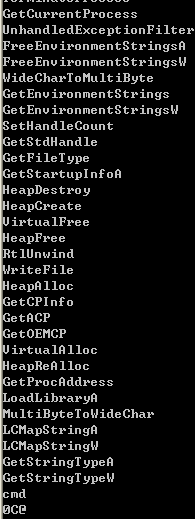 GetCurrentProcess
UnhandledExceptionFilter
FreeEnvironmentStringsA
FreeEnvironmentStringsW
WideCharToMultiByte
GetEnvironmentStrings
GetEnvironmentStringsW
SetHandleCount
GetStdHandle
GetFileType
GetStartupInfoA
HeapDestroy
HeapCreate
VirtualFree
HeapFree
RtlUnwind
WriteFile
HeapAlloc
GetCPInfo
GetACP
GetOEMCP
VirtualAlloc
HeapReAlloc
GetProcAddress
LoadLibraryA
MultiByteToWideChar
LCMapStringA
LCMapStringW
GetStringTypeA
GetStringTypeW
cmd
0C@